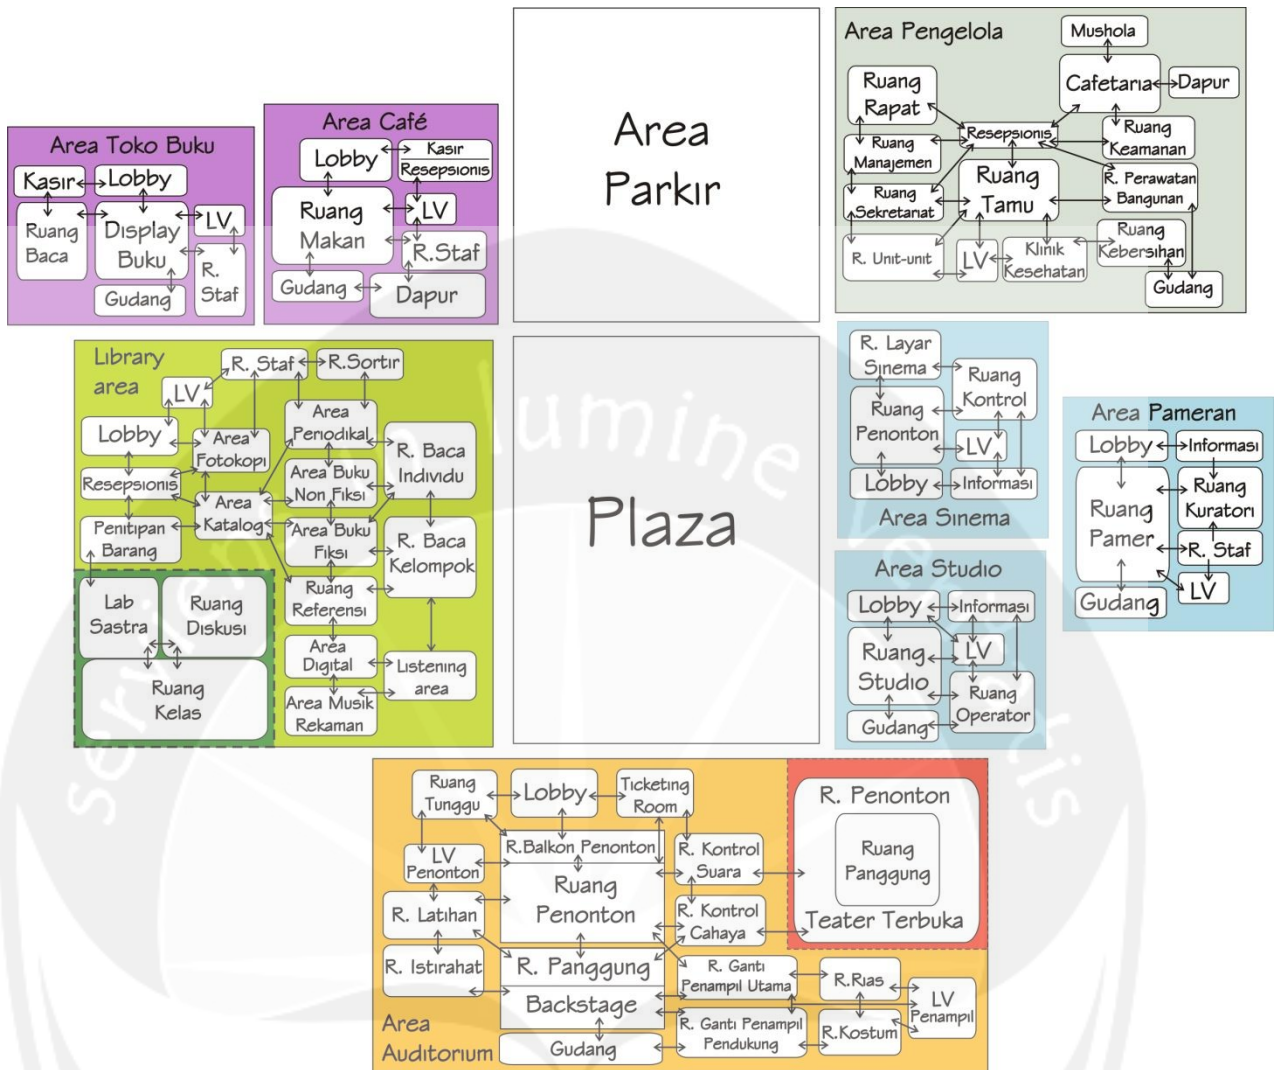 Area Toko Buku
Kasir
Lobby
Ruang
Baca
Display
Buku
LV
R.
Staf
Gudang
Area Café
Lobby
Kasir
Resepsionis
Ruang
Makan
LV
R.Staf
Gudang
Dapur
Area
Parkir
Area Pengelola
Mushola
Ruang
Rapat
Cafetaria
Dapur
Resepsionis
Ruang
Keamanan
Ruang
Manajemen
Ruang
Tamu
R. Perawatan
Bangunan
Ruang
Sekretariat
R. Unit-unit
LV
Klinik
Kesehatan
Ruang
Kebersihan
Gudang
Library
area
R. Staf
R.Sortir
LV
Lobby
Area
Fotokopi
Area
Periodikal
R. Baca
Individu
Resepsionis
Area
Katalog
Area Buku
Non Fiksi
Penitipan
Barang
Area Buku
Fiksi
R. Baca
Kelompok
Lab
Sastra
Ruang
Diskusi
Ruang
Kelas
Ruang
Referensi
Area
Digital
Listening
area
Area Musik
Rekaman
Plaza
R. Layar
Sinema
Ruang
Kontrol
Ruang
Penonton
LV
Lobby
Informasi
Area Sinema
Area Pameran
Lobby
Informasi
Ruang
Pamer
Ruang
Kuratori
R. Staf
LV
Gudang
Area Studio
Lobby
Informasi
Ruang
Studio
LV
Ruang
Operator
Gudang
Ruang
Tunggu
Lobby
Ticketing
Room
R.Balkon Penonton
R. Kontrol
Suara
LV
Penonton
Ruang
Penonton
R. Latihan
R. Kontrol
Cahaya
R. Istirahat
R. Panggung
Backstage
R. Ganti
Penampil Utama
R.Rias
LV
Penampil
R. Ganti Penampil
Pendukung
R.Kostum
Gudang
Area
Auditorium
R. Penonton
Ruang
Panggung
Teater Terbuka
serviens in lumine veritatis